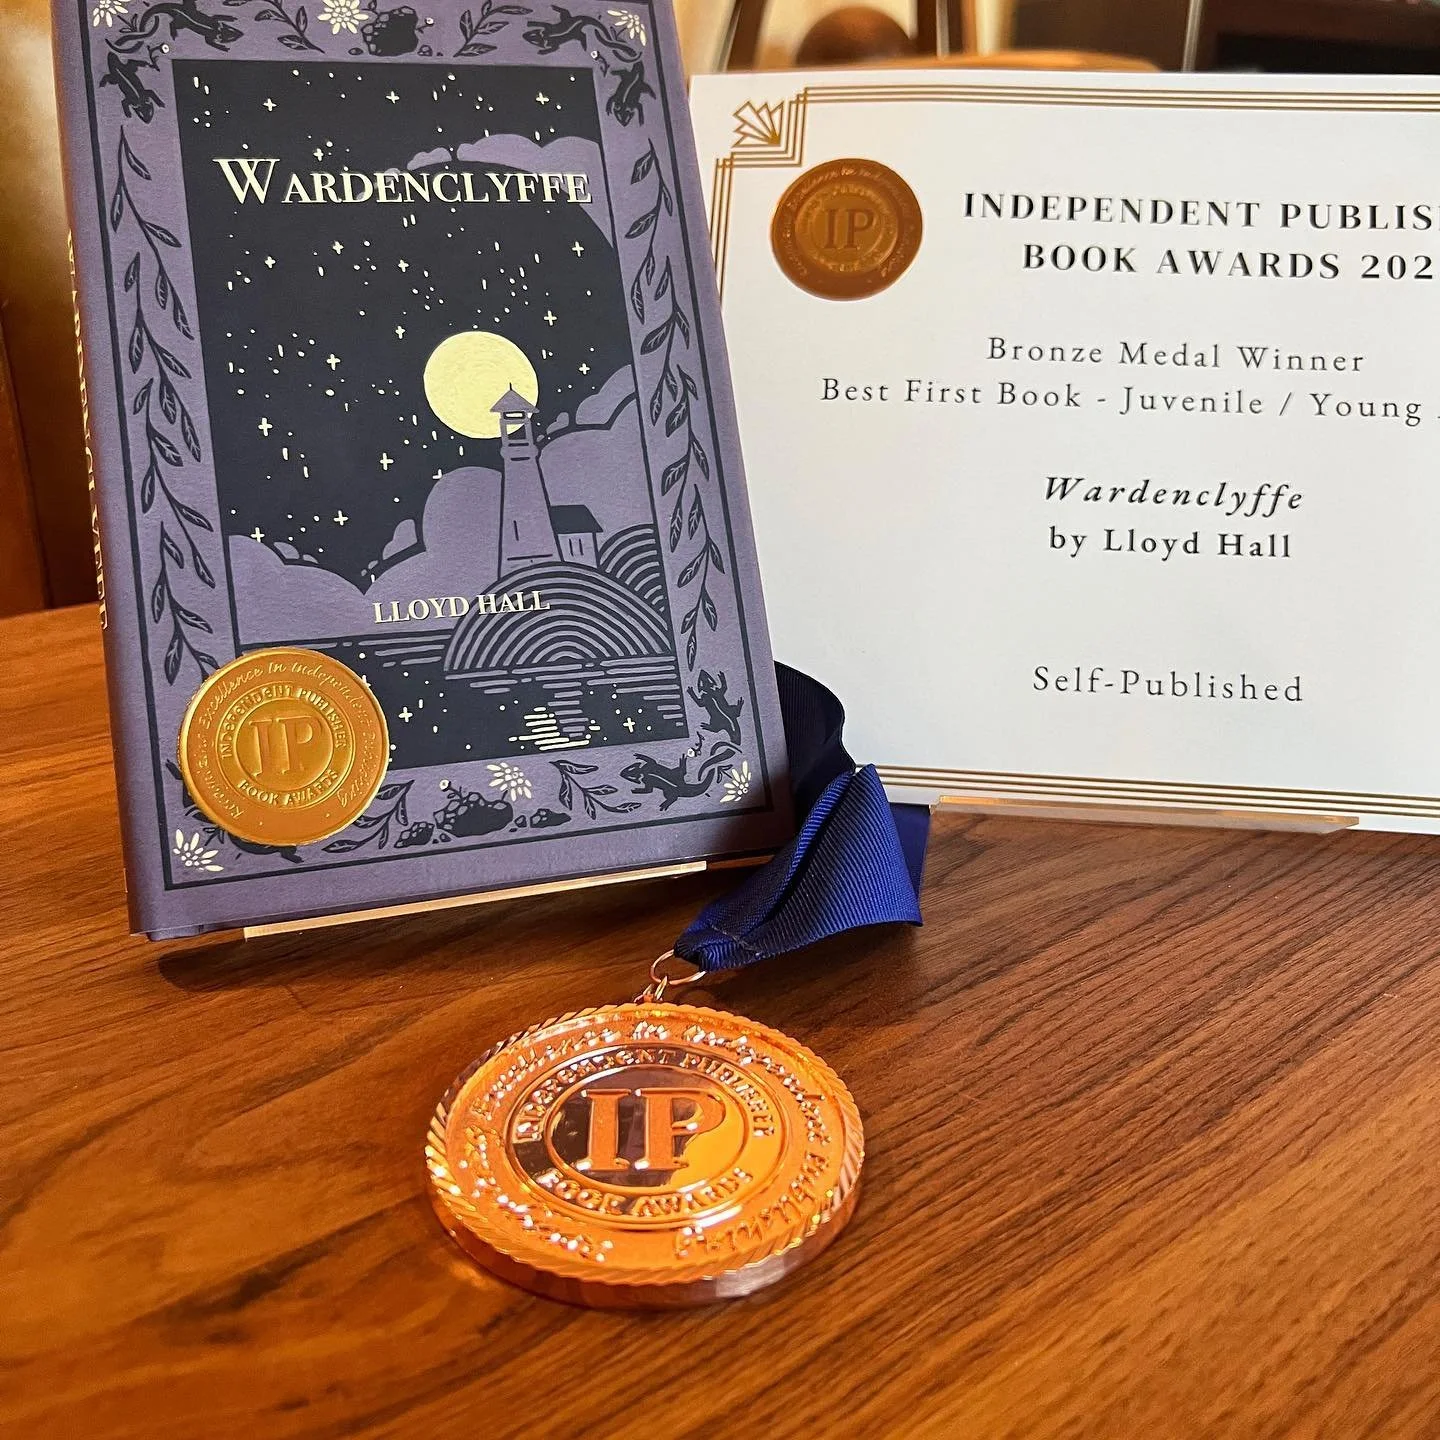 WARDENCLYFFE
LLOYD HALL
INDEPENDENT PUBLISHER
IP
BOOK AWARDS
IP
INDEPENDENT PUBLIS
BOOK AWARDS 202
Bronze Medal Winner
Best First Book - Juvenile / Young
Wardenclyffe
by Lloyd Hall
Self-Published
INDEPENDENT PUBLISHER
IP
BOOK AWARDS